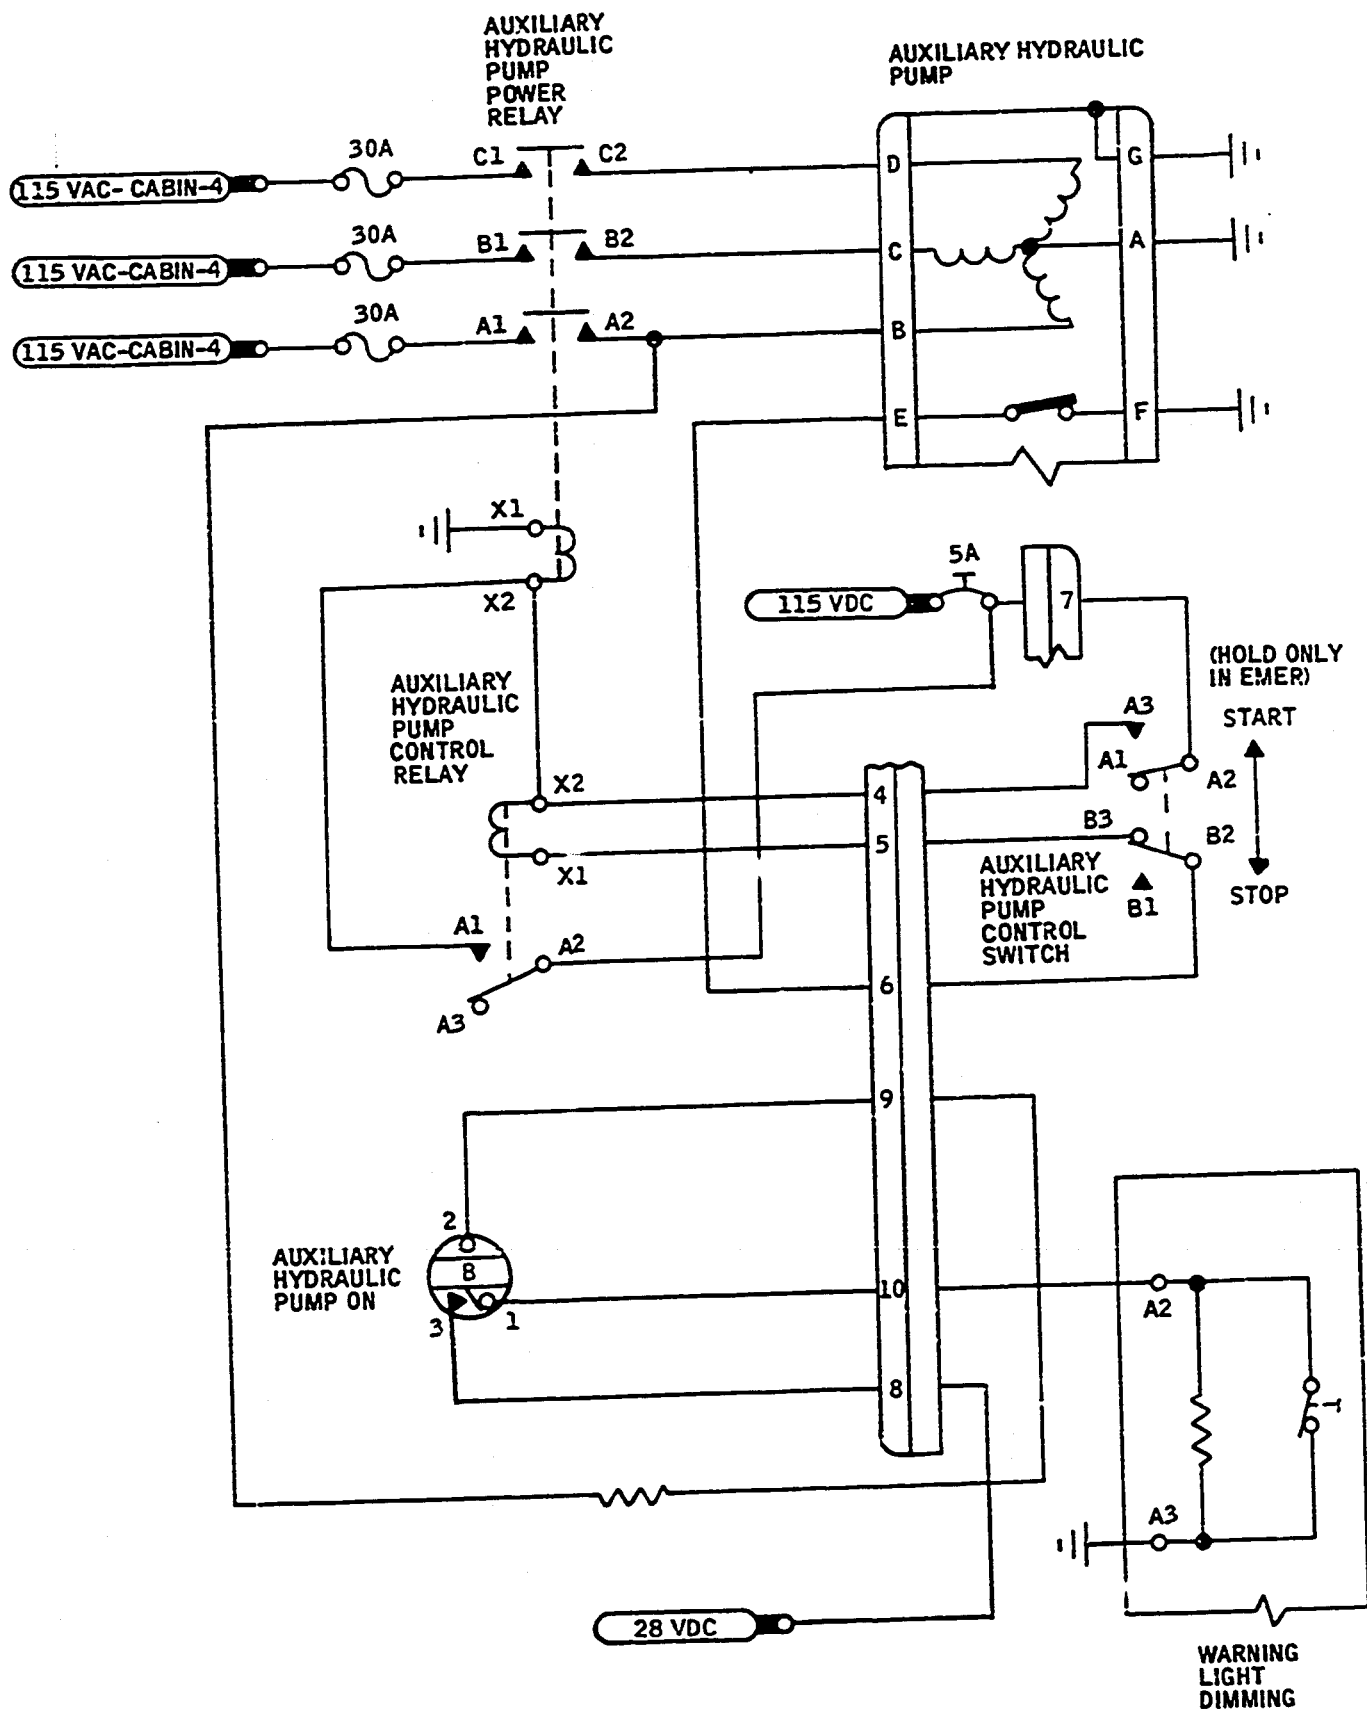 AUXILIARY
HYDRAULIC
PUMP
POWER
RELAY
AUXILIARY HYDRAULIC
PUMP
115 VAC- CABIN-4
30A
C1
C2
D
G
115 VAC-CABIN-4
30A
B1
B2
C
A
115 VAC-CABIN-4
30A
A1
A2
B
E
F
X1
X2
5A
115 VDC
7
(HOLD ONLY
IN EMER)
START
STOP
AUXILIARY
HYDRAULIC
PUMP
CONTROL
RELAY
X2
X1
4
5
A3
A1
A2
B3
B2
B1
AUXILIARY
HYDRAULIC
PUMP
CONTROL
SWITCH
A1
A2
A3
6
9
2
AUXILIARY
HYDRAULIC
PUMP ON
B
3
1
10
8
A2
A3
28 VDC
WARNING
LIGHT
DIMMING